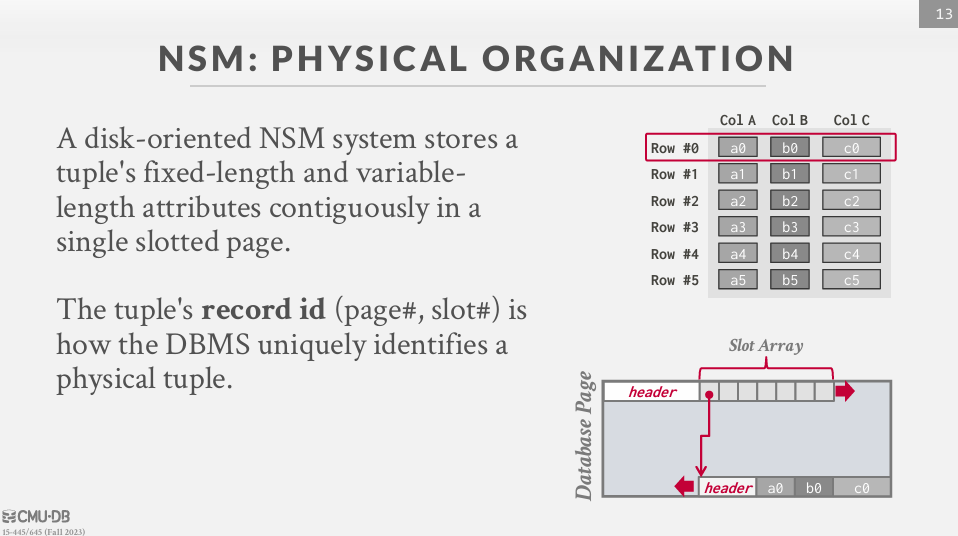 13
NSM: PHYSICAL ORGANIZATION
A disk-oriented NSM system stores a
tuple's fixed-length and variable-
length attributes contiguously in a
single slotted page.
The tuple's record id (page#, slot#) is
how the DBMS uniquely identifies a
physical tuple.
Col A Col B Col C
Row #0 a0 b0 c0
Row #1 a1 b1 c1
Row #2 a2 b2 c2
Row #3 a3 b3 c3
Row #4 a4 b4 c4
Row #5 a5 b5 c5
Slot Array
Database Page
header
header a0 b0 c0
CMU·DB
15-445/645 (Fall 2023)